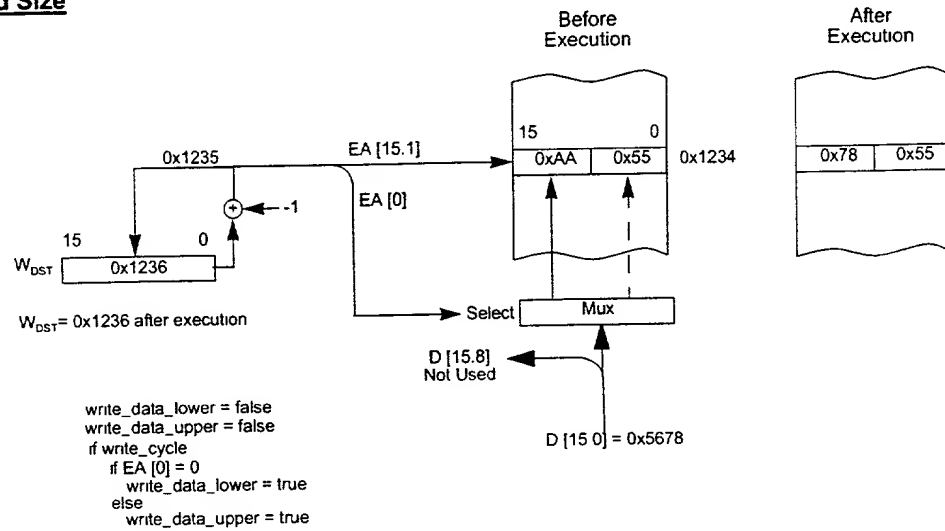 Size
Before
Execution
After
Execution
15 0
0x1235
EA [15.1]
0xAA 0x55 0x1234
0x78 0x55
EA [0]
+ -1
15 0
W_DST 0x1236
W_DST= 0x1236 after execution
Select Mux
D [15.8]
Not Used
D [15 0] = 0x5678
write_data_lower = false
write_data_upper = false
if write_cycle
if EA [0] = 0
write_data_lower = true
else
write_data_upper = true